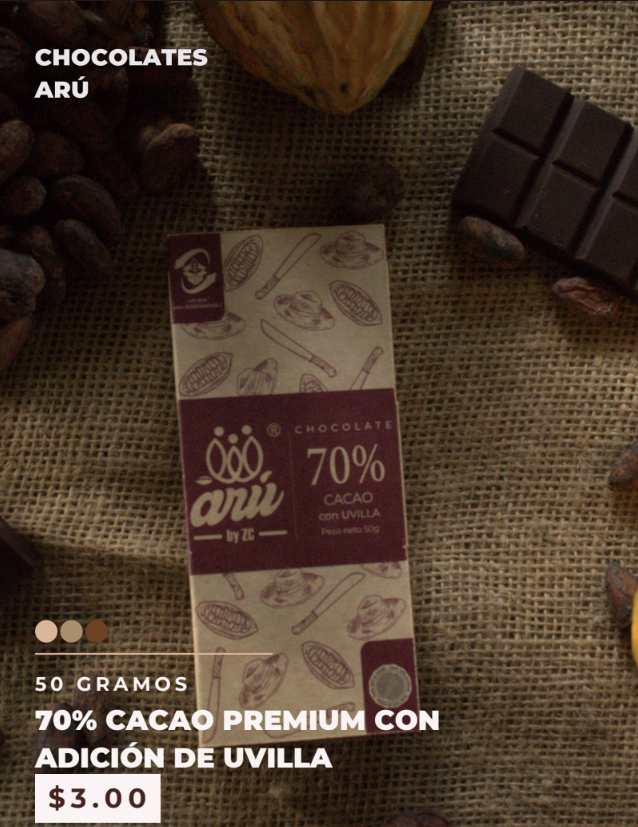 CHOCOLATES
ARÚ
CHOCOLATE
®
70%
arú
CACAO
con UVILLA
by ZC
Peso neto 50g
50 GRAMOS
70% CACAO PREMIUM CON
ADICIÓN DE UVILLA
$3.00